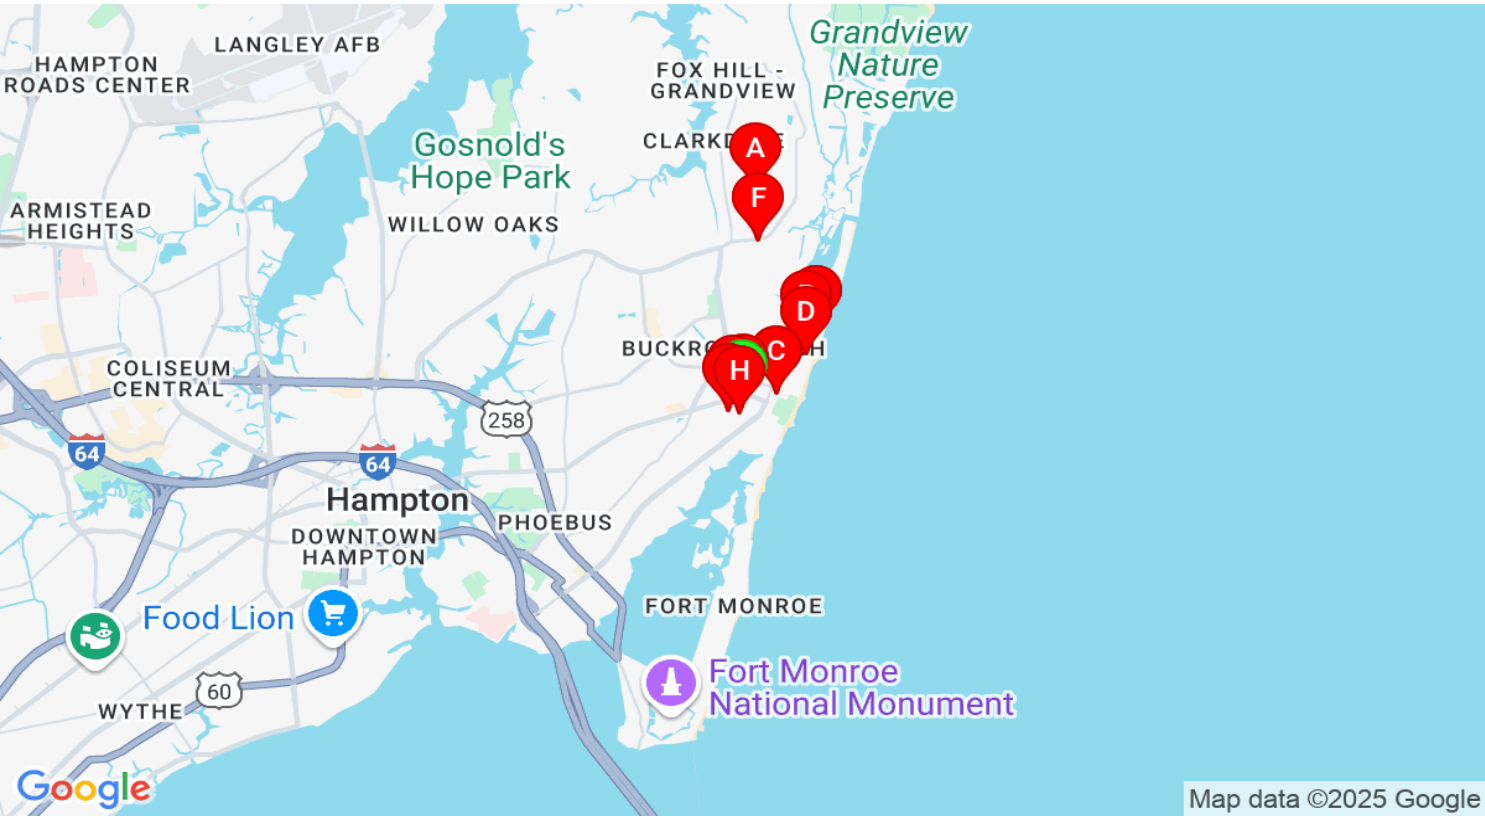 LANGLEY AFB
HAMPTON
ROADS CENTER
FOX HILL -
GRANDVIEW
Grandview
Nature
Preserve
Gosnold's
Hope Park
A
F
ARMISTEAD
HEIGHTS
WILLOW OAKS
D
C
H
COLISEUM
CENTRAL
258
64
64
Hampton
PHOEBUS
DOWNTOWN
HAMPTON
FORT MONROE
Food Lion
Fort Monroe
National Monument
60
WYTHE
Google
Map data ©2025 Google